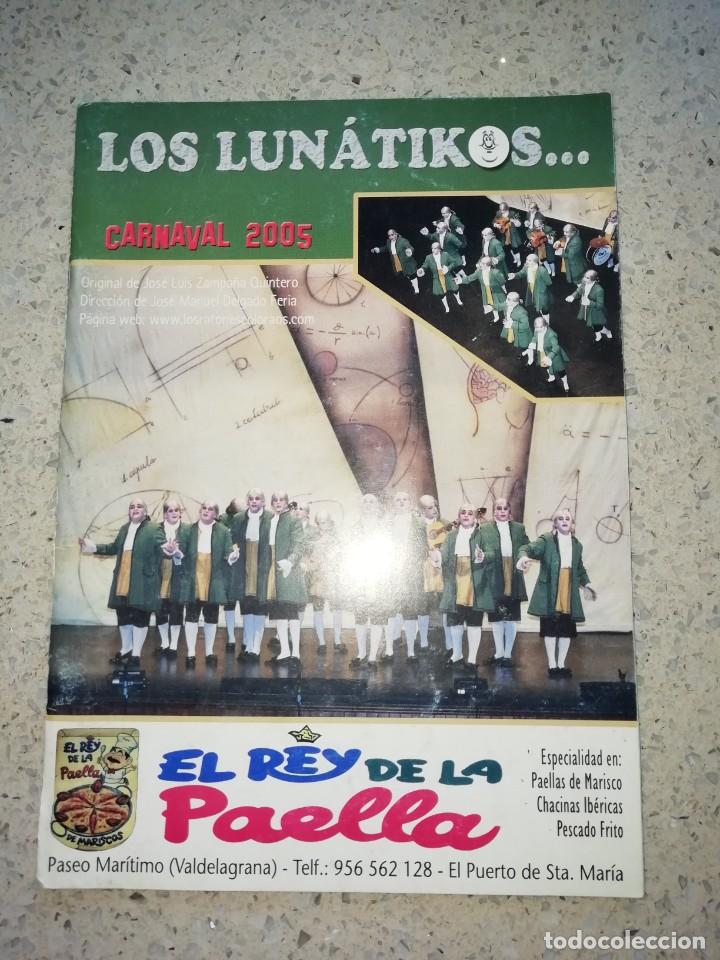 LOS LUNÁTIKOS...
CARNAVAL 2005
Original de José Luis Zampaña Quintero
Dirección de José Manuel Delgado Feria
Página web: www.losratonescoloraos.com
EL REY
DE LA
Paella
DE MARISCOS
EL REY DE LA
Paella
Especialidad en:
Paellas de Marisco
Chacinas Ibéricas
Pescado Frito
Paseo Marítimo (Valdelagrana) - Telf.: 956 562 128 - El Puerto de Sta. María
todocoleccion